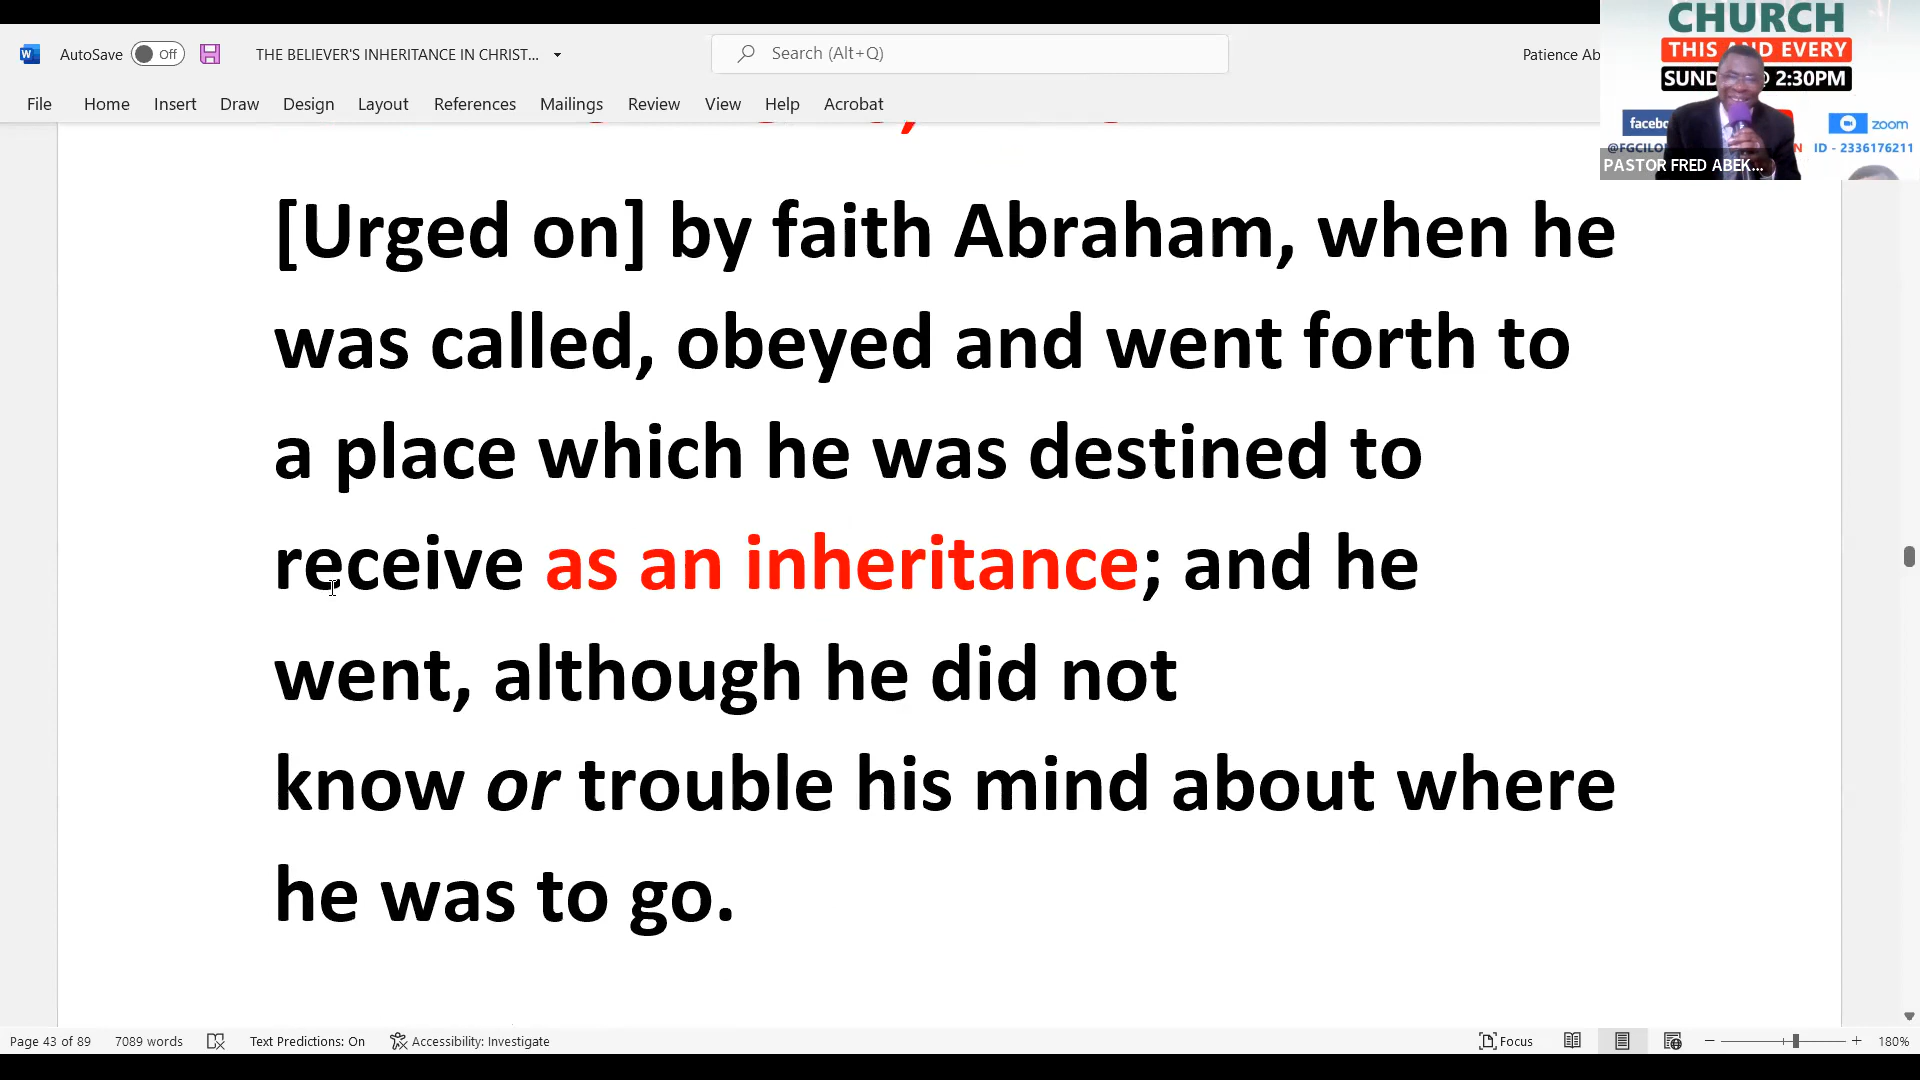 AutoSave Off THE BELIEVER'S INHERITANCE IN CHRIST... Search (Alt+Q) Patience Ab
File Home Insert Draw Design Layout References Mailings Review View Help Acrobat
CHURCH
THIS AND EVERY
2:30PM
zoom
ID - 2336176211
PASTOR FRED ABEK...
[Urged on] by faith Abraham, when he
was called, obeyed and went forth to
a place which he was destined to
receive as an inheritance; and he
went, although he did not
know or trouble his mind about where
he was to go.
Page 43 of 89 7089 words Text Predictions: On Accessibility: Investigate Focus 180%